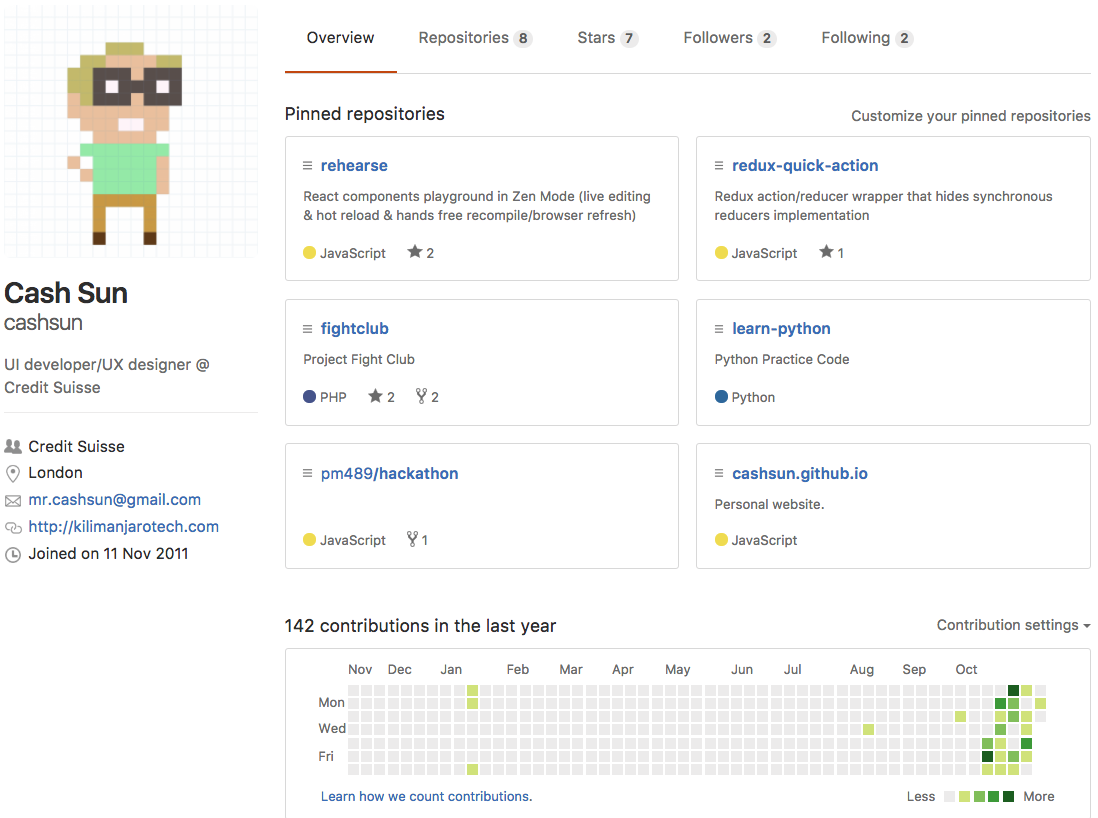 Overview Repositories 8 Stars 7 Followers 2 Following 2
Cash Sun
cashsun
UI developer/UX designer @
Credit Suisse
Credit Suisse
London
mr.cashsun@gmail.com
http://kilimanjarotech.com
Joined on 11 Nov 2011
Pinned repositories
Customize your pinned repositories
rehearse
React components playground in Zen Mode (live editing
& hot reload & hands free recompile/browser refresh)
JavaScript 2
redux-quick-action
Redux action/reducer wrapper that hides synchronous
reducers implementation
JavaScript 1
fightclub
Project Fight Club
PHP 2 2
learn-python
Python Practice Code
Python
pm489/hackathon
JavaScript 1
cashsun.github.io
Personal website.
JavaScript
142 contributions in the last year
Contribution settings
Nov Dec Jan Feb Mar Apr May Jun Jul Aug Sep Oct
Mon
Wed
Fri
Learn how we count contributions.
Less More